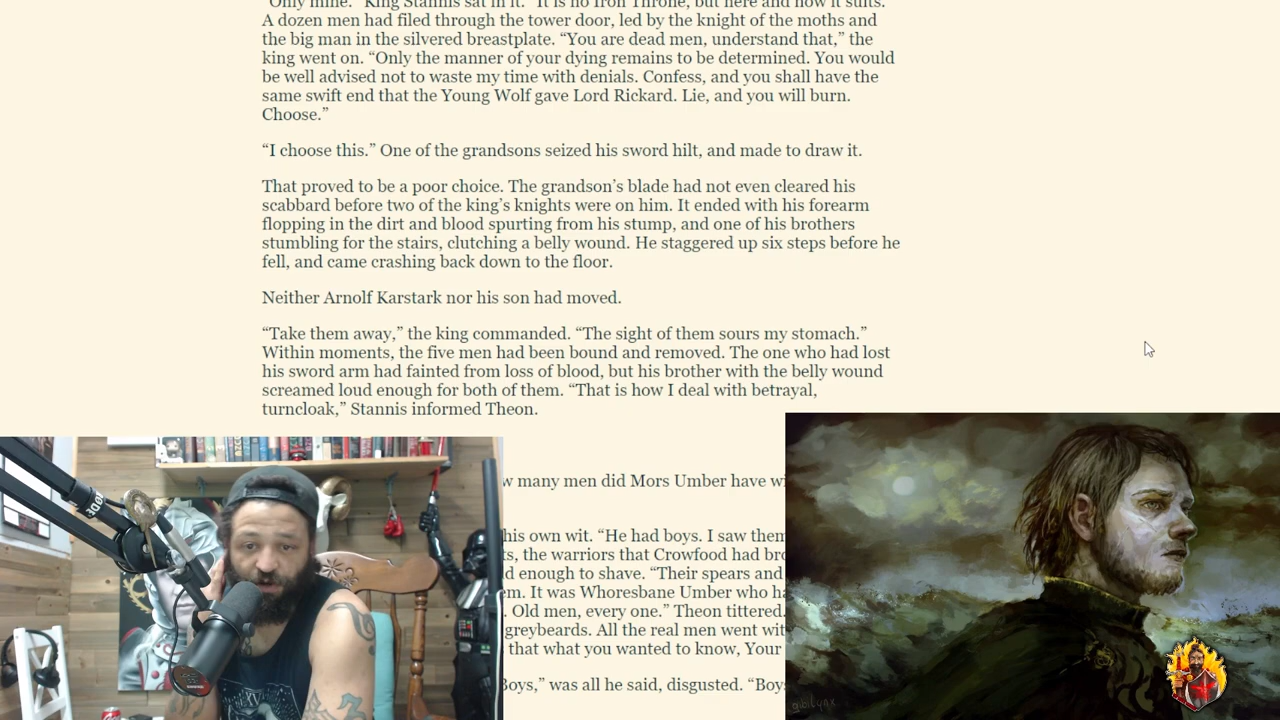 "Only mine." King Stannis sat in it. "It is no Iron Throne, but here and now it suits."
A dozen men had filed through the tower door, led by the knight of the moths and
the big man in the silvered breastplate. “You are dead men, understand that,” the
king went on. “Only the manner of your dying remains to be determined. You would
be well advised not to waste my time with denials. Confess, and you shall have the
same swift end that the Young Wolf gave Lord Rickard. Lie, and you will burn.
Choose.”
“I choose this.” One of the grandsons seized his sword hilt, and made to draw it.
That proved to be a poor choice. The grandson’s blade had not even cleared his
scabbard before two of the king’s knights were on him. It ended with his forearm
flopping in the dirt and blood spurting from his stump, and one of his brothers
stumbling for the stairs, clutching a belly wound. He staggered up six steps before he
fell, and came crashing back down to the floor.
Neither Arnolf Karstark nor his son had moved.
“Take them away,” the king commanded. “The sight of them sours my stomach.”
Within moments, the five men had been bound and removed. The one who had lost
his sword arm had fainted from loss of blood, but his brother with the belly wound
screamed loud enough for both of them. “That is how I deal with betrayal,
turncloak,” Stannis informed Theon.
w many men did Mors Umber have wi
his own wit. “He had boys. I saw them
ts, the warriors that Crowfood had bro
d enough to shave. “Their spears and
em. It was Whoresbane Umber who ha
. Old men, every one.” Theon tittered.
greybeards. All the real men went wit
that what you wanted to know, Your
Boys,” was all he said, disgusted. “Boy
RODE